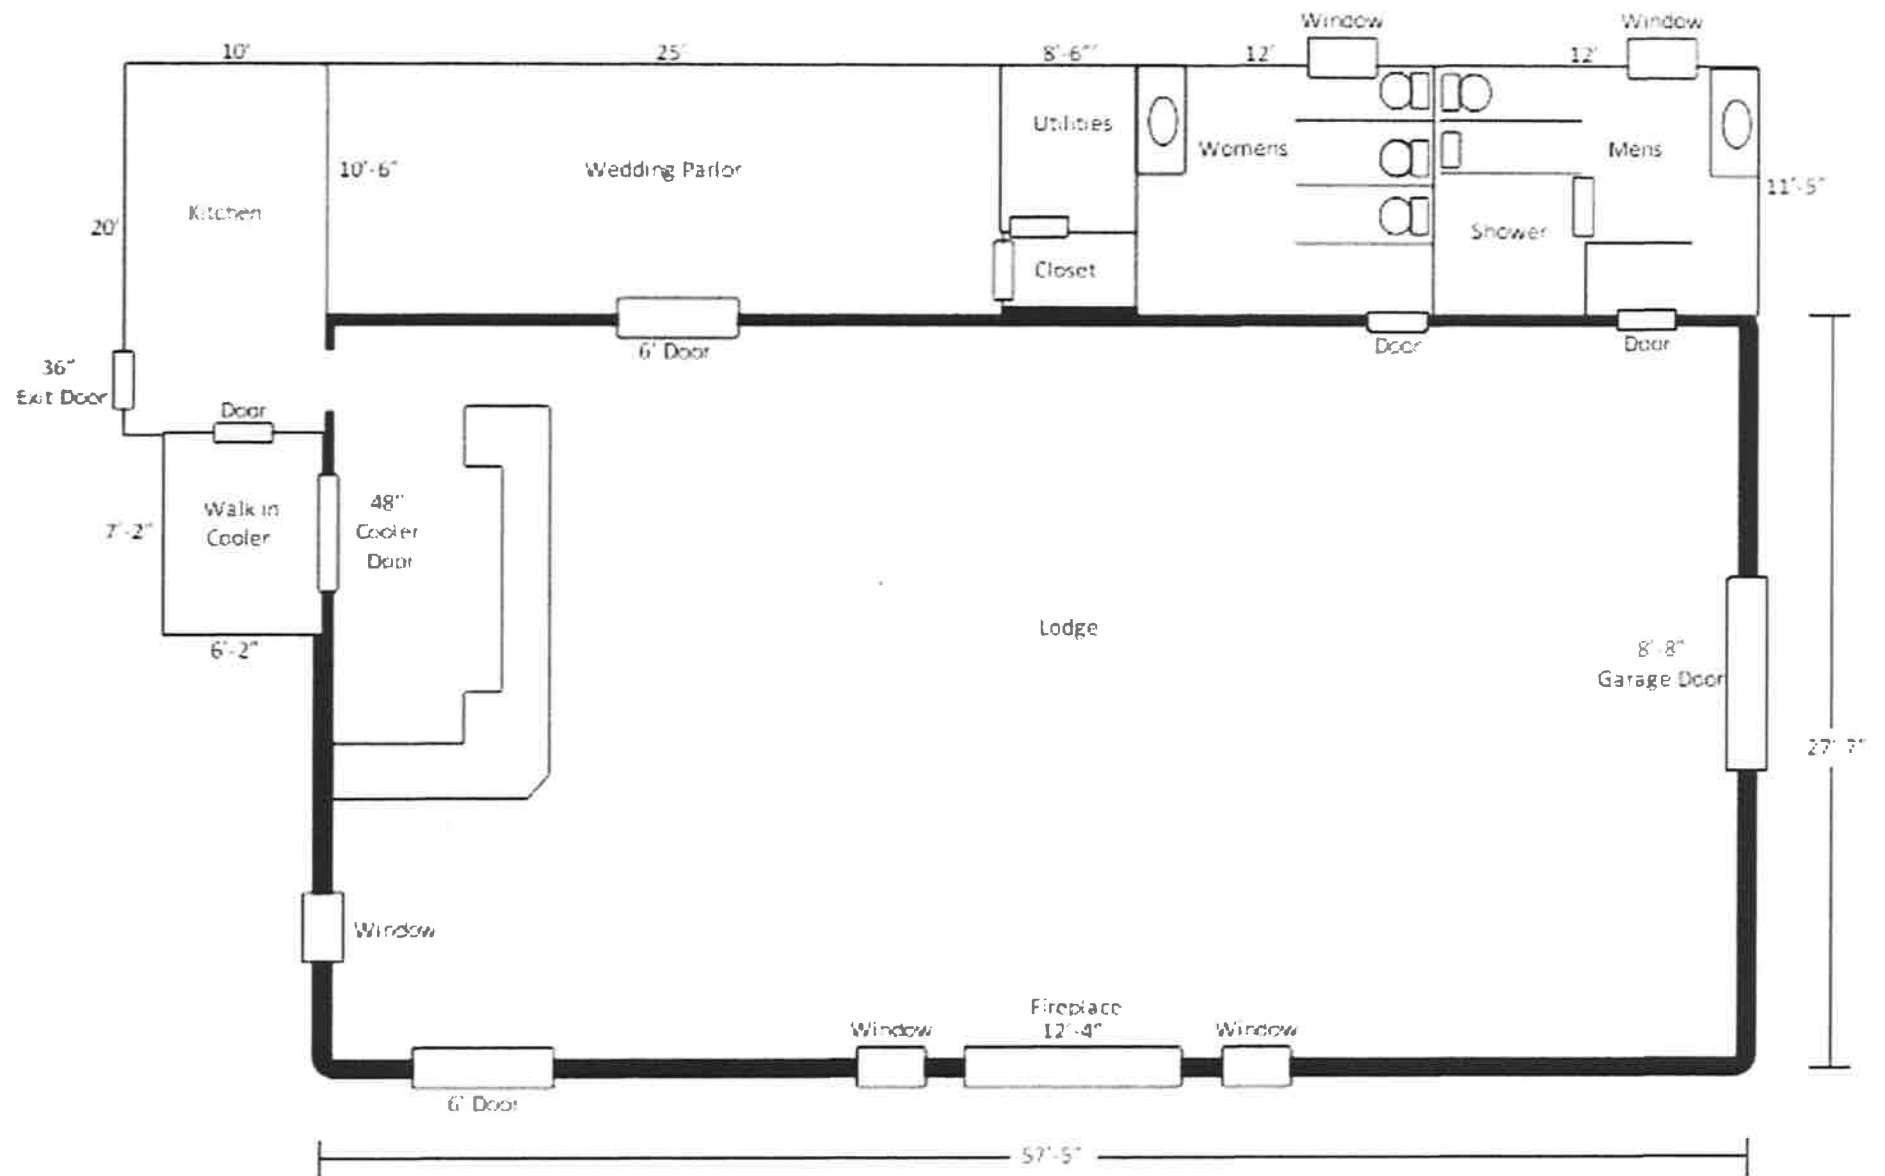 Window
Window
10'
25'
8'-6"
12'
12'
Utilities
Womens
Mens
10'-6"
Wedding Parlor
11'-5"
Kitchen
20'
Shower
Closet
6' Door
Door
Door
36"
Exit Door
Door
48"
Cooler
Door
Walk in
Cooler
7'-2"
Lodge
6'-2"
8'-8"
Garage Door
27'-7"
Window
Fireplace
12'-4"
Window
Window
6' Door
57'-5"